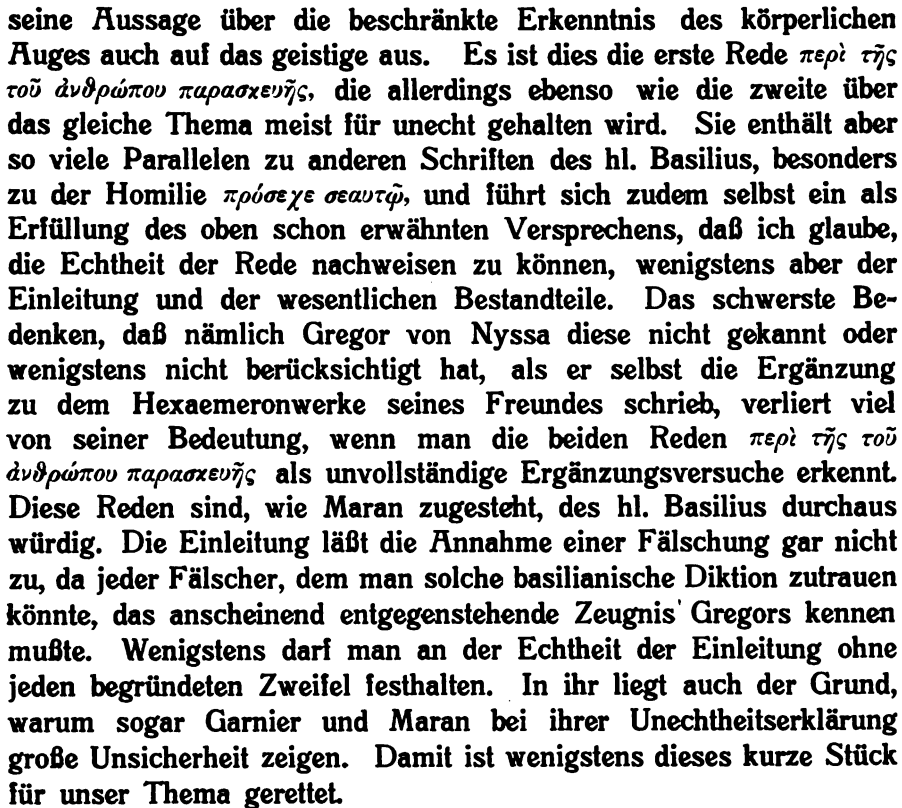 seine Aussage über die beschränkte Erkenntnis des körperlichen
Auges auch auf das geistige aus. Es ist dies die erste Rede περὶ τῆς
τοῦ ἀνθρώπου παρασκευῆς, die allerdings ebenso wie die zweite über
das gleiche Thema meist für unecht gehalten wird. Sie enthält aber
so viele Parallelen zu anderen Schriften des hl. Basilius, besonders
zu der Homilie πρόσεχε σεαυτῷ, und führt sich zudem selbst ein als
Erfüllung des oben schon erwähnten Versprechens, daß ich glaube,
die Echtheit der Rede nachweisen zu können, wenigstens aber der
Einleitung und der wesentlichen Bestandteile. Das schwerste Be-
denken, daß nämlich Gregor von Nyssa diese nicht gekannt oder
wenigstens nicht berücksichtigt hat, als er selbst die Ergänzung
zu dem Hexaemeronwerke seines Freundes schrieb, verliert viel
von seiner Bedeutung, wenn man die beiden Reden περὶ τῆς τοῦ
ἀνθρώπου παρασκευῆς als unvollständige Ergänzungsversuche erkennt.
Diese Reden sind, wie Maran zugesteht, des hl. Basilius durchaus
würdig. Die Einleitung läßt die Annahme einer Fälschung gar nicht
zu, da jeder Fälscher, dem man solche basilianische Diktion zutrauen
könnte, das anscheinend entgegenstehende Zeugnis Gregors kennen
mußte. Wenigstens darf man an der Echtheit der Einleitung ohne
jeden begründeten Zweifel festhalten. In ihr liegt auch der Grund,
warum sogar Garnier und Maran bei ihrer Unechtheitserklärung
große Unsicherheit zeigen. Damit ist wenigstens dieses kurze Stück
für unser Thema gerettet.